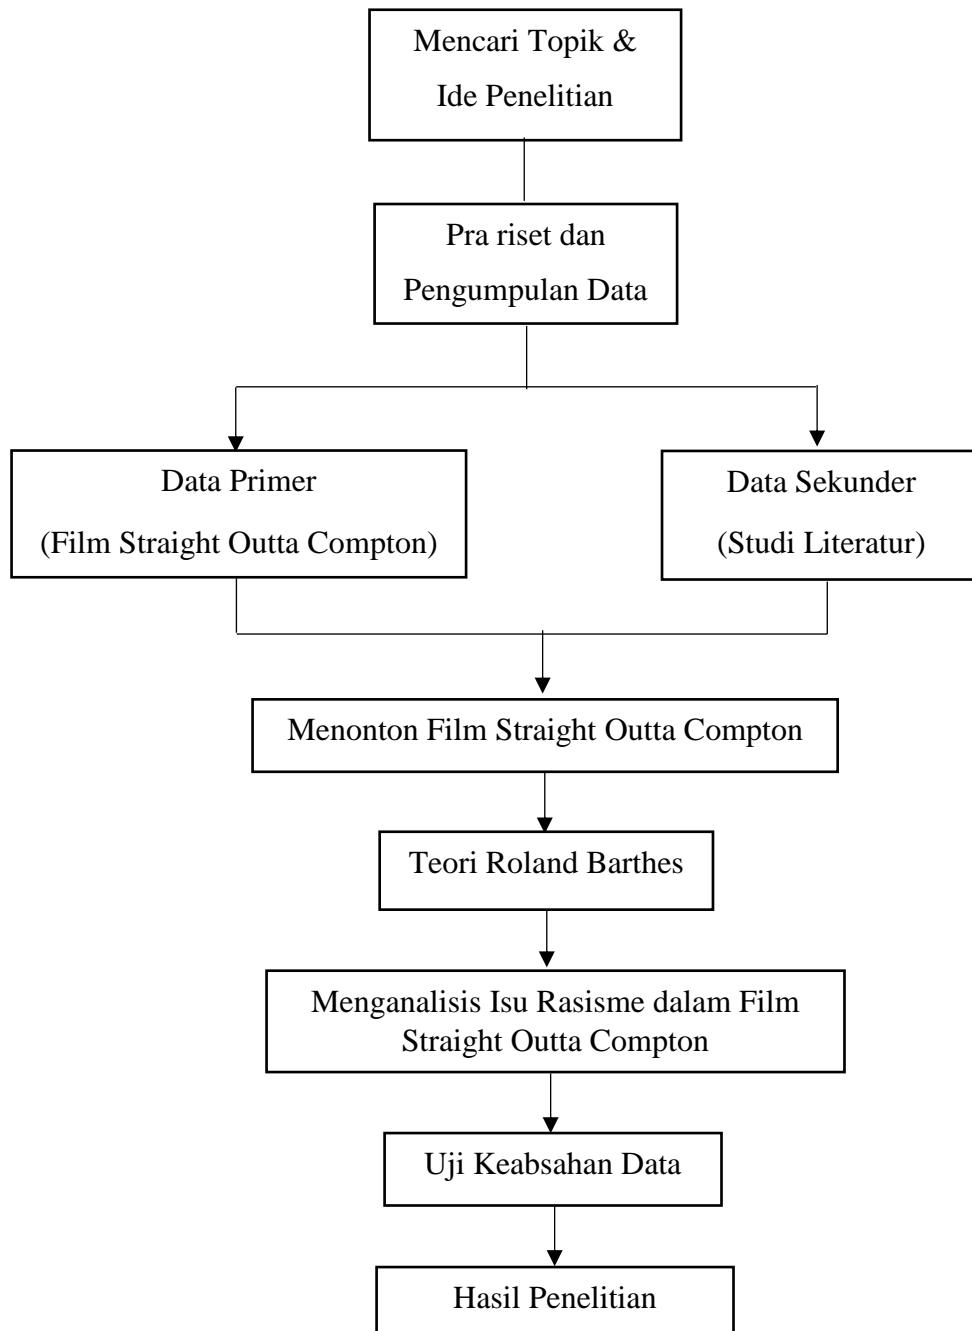 Mencari Topik &
Ide Penelitian
Pra riset dan
Pengumpulan Data
Data Primer
(Film Straight Outta Compton)
Data Sekunder
(Studi Literatur)
Menonton Film Straight Outta Compton
Teori Roland Barthes
Menganalisis Isu Rasisme dalam Film
Straight Outta Compton
Uji Keabsahan Data
Hasil Penelitian